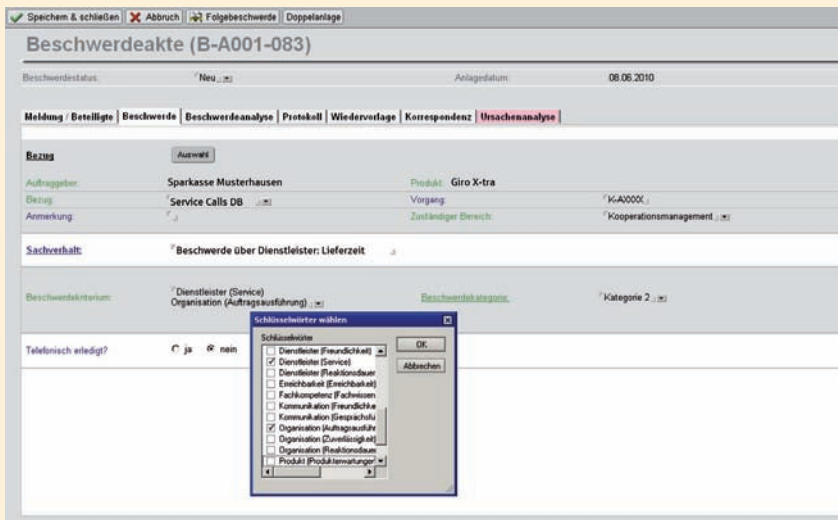 Speichern & schließen Abbruch Folgebeschwerde Doppelanlage
Beschwerdeakte (B-A001-083)
Beschwerdestatus: Neu Anlagedatum: 08.06.2010
Meldung / Beteiligte Beschwerde Beschwerdeanalyse Protokoll Wiedervorlage Korrespondenz Ursachenanalyse
Bezug Auswahl
Auftraggeber: Sparkasse Musterhausen Produkt: Giro X-tra
Bezug: Service Calls DB Vorgang: K-AXXXX
Anmerkung: Zuständiger Bereich: Kooperationsmanagement
Sachverhalt: Beschwerde über Dienstleister: Lieferzeit
Beschwerdekriterium: Dienstleister (Service)
Organisation (Auftragsausführung) Beschwerdekategorie: Kategorie 2
Telefonisch erledigt? ja nein
Schlüsselwörter wählen
Schlüsselwörter
OK
Abbrechen
Dienstleister (Freundlichkeit)
Dienstleister (Service)
Dienstleister (Reaktionsdauer
Erreichbarkeit (Erreichbarkeit)
Fachkompetenz (Fachwissen
Kommunikation (Freundlichke
Kommunikation (Gesprächsfü
Organisation (Auftragsausführ
Organisation (Zuverlässigkeit)
Organisation (Reaktionsdauer
Produkt (Produkterwartungen